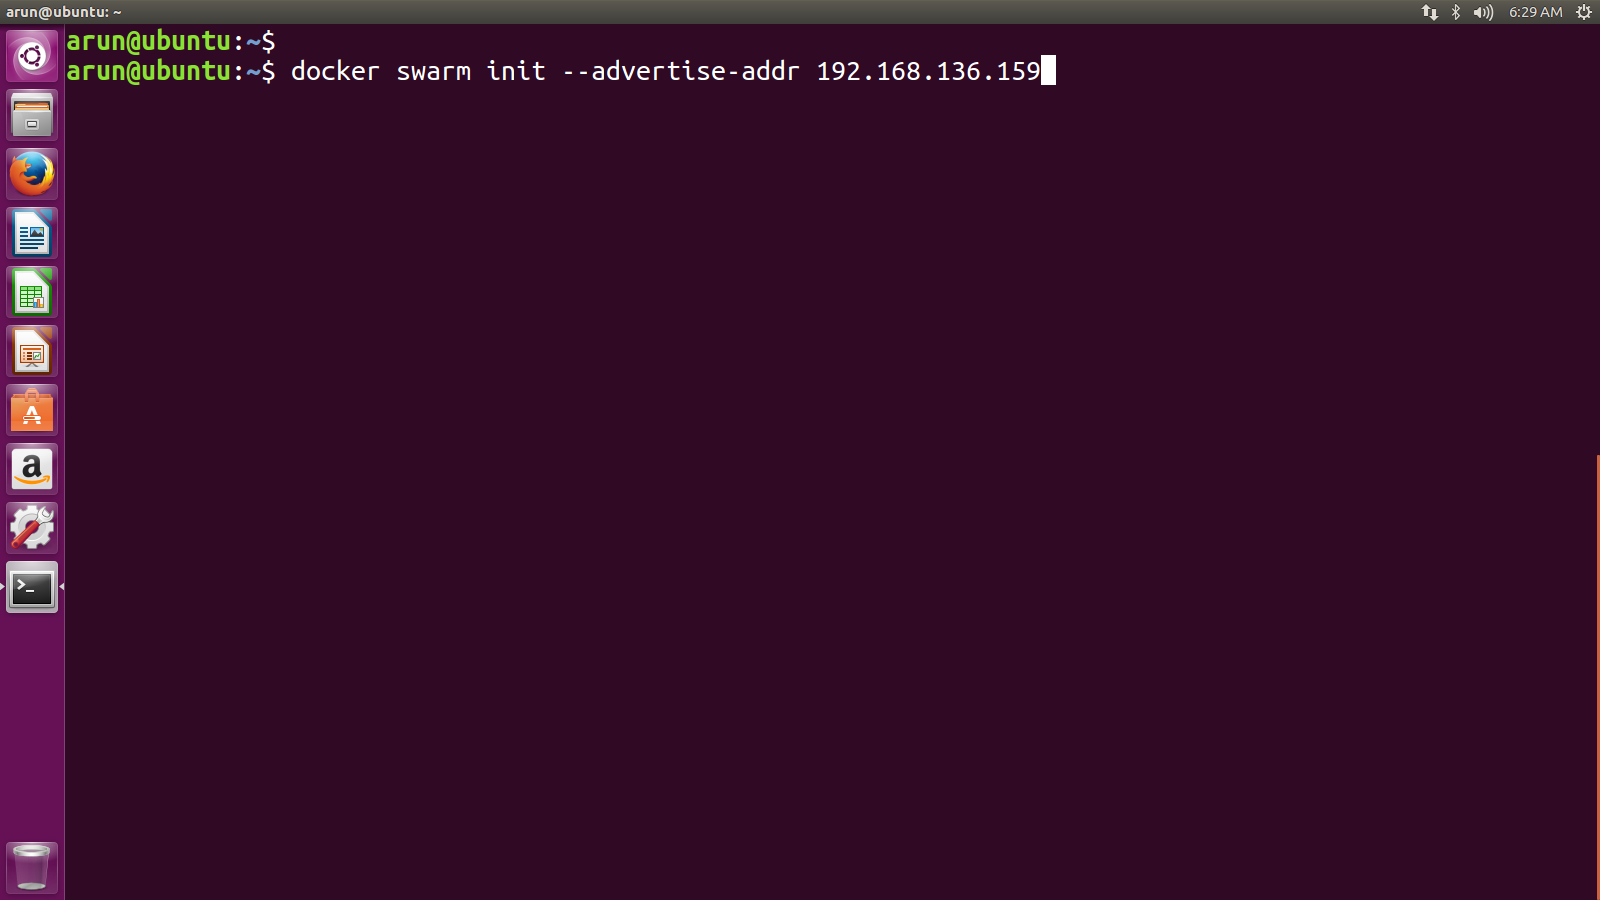 arun@ubuntu: ~
6:29 AM
arun@ubuntu:~$
arun@ubuntu:~$ docker swarm init --advertise-addr 192.168.136.159